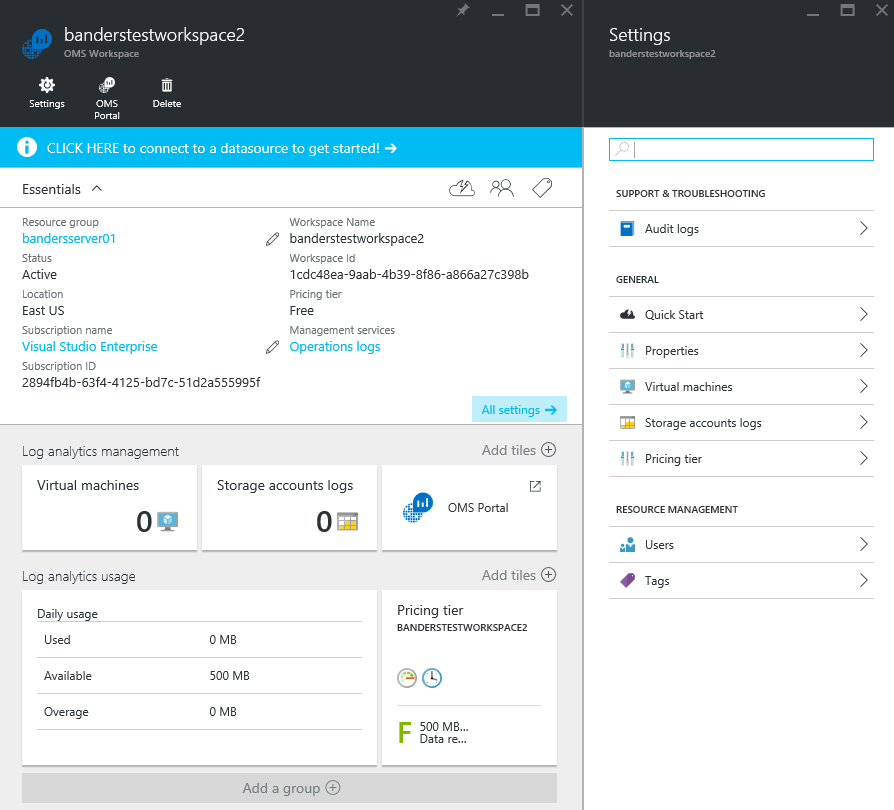 banderstestworkspace2
OMS Workspace
Settings
OMS
Portal
Delete
CLICK HERE to connect to a datasource to get started!
Essentials
Resource group
bandersserver01
Status
Active
Location
East US
Subscription name
Visual Studio Enterprise
Subscription ID
2894fb4b-63f4-4125-bd7c-51d2a555995f
Workspace Name
banderstestworkspace2
Workspace Id
1cdc48ea-9aab-4b39-8f86-a866a27c398b
Pricing tier
Free
Management services
Operations logs
All settings
Log analytics management
Add tiles
Virtual machines
0
Storage accounts logs
0
OMS Portal
Log analytics usage
Add tiles
Daily usage
Used 0 MB
Available 500 MB
Overage 0 MB
Pricing tier
BANDERSTESTWORKSPACE2
F
500 MB...
Data re...
Add a group
Settings
banderstestworkspace2
SUPPORT & TROUBLESHOOTING
Audit logs
GENERAL
Quick Start
Properties
Virtual machines
Storage accounts logs
Pricing tier
RESOURCE MANAGEMENT
Users
Tags